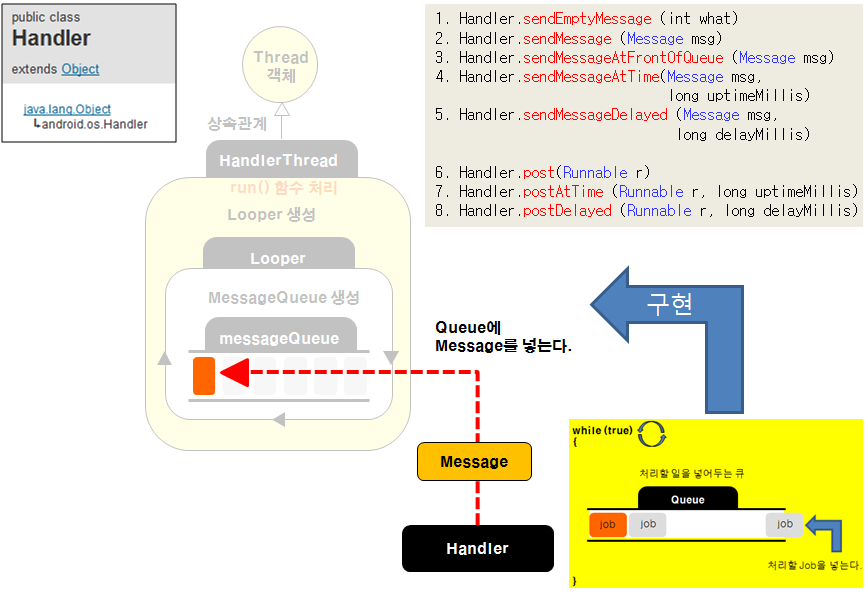 public class
Handler
extends Object
java.lang.Object
↳android.os.Handler
Thread
객체
상속관계
HandlerThread
run() 함수 처리
Looper 생성
Looper
MessageQueue 생성
messageQueue
1. Handler.sendEmptyMessage (int what)
2. Handler.sendMessage (Message msg)
3. Handler.sendMessageAtFrontOfQueue (Message msg)
4. Handler.sendMessageAtTime(Message msg,
long uptimeMillis)
5. Handler.sendMessageDelayed (Message msg,
long delayMillis)
6. Handler.post(Runnable r)
7. Handler.postAtTime (Runnable r, long uptimeMillis)
8. Handler.postDelayed (Runnable r, long delayMillis)
구현
Queue에
Message를 넣는다.
Message
Handler
while (true)
{
처리할 일을 넣어두는 큐
Queue
job job job
처리할 Job을 넣는다.
}